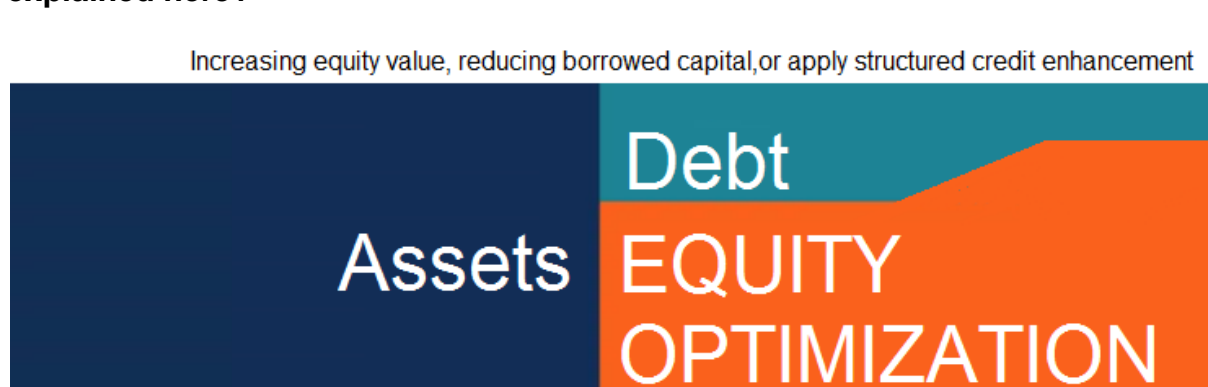 Increasing equity value, reducing borrowed capital,or apply structured credit enhancement
Debt
Assets
EQUITY
OPTIMIZATION